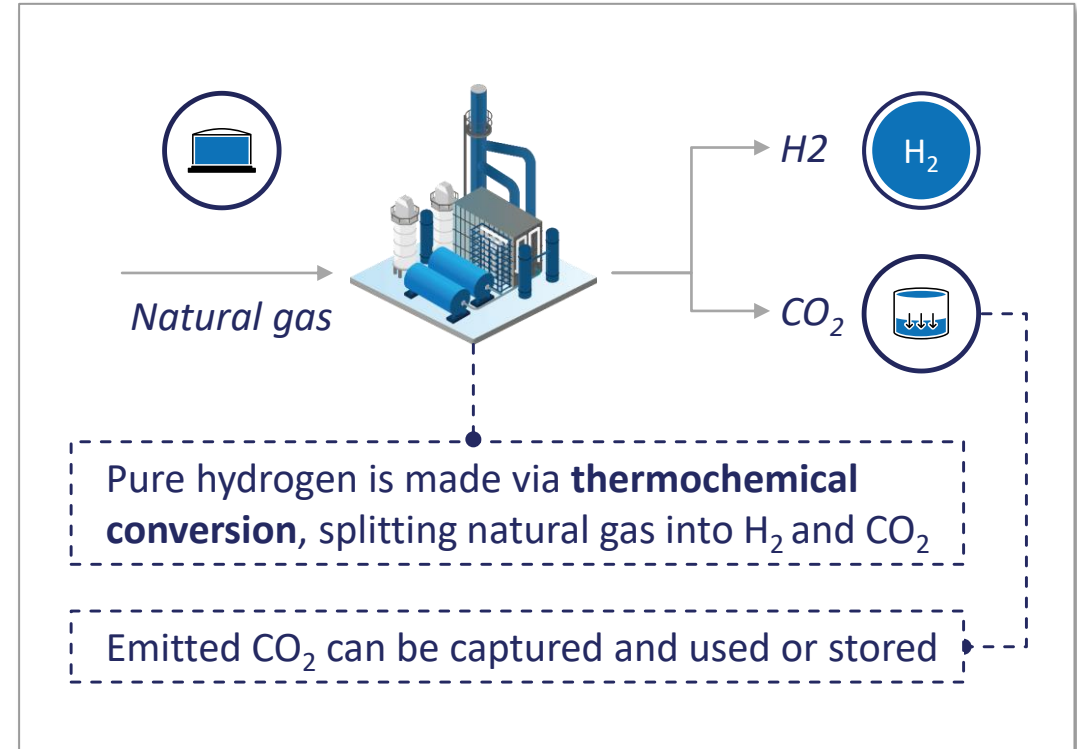 H2
H₂
Natural gas
CO₂
Pure hydrogen is made via thermochemical
conversion, splitting natural gas into H₂ and CO₂
Emitted CO₂ can be captured and used or stored